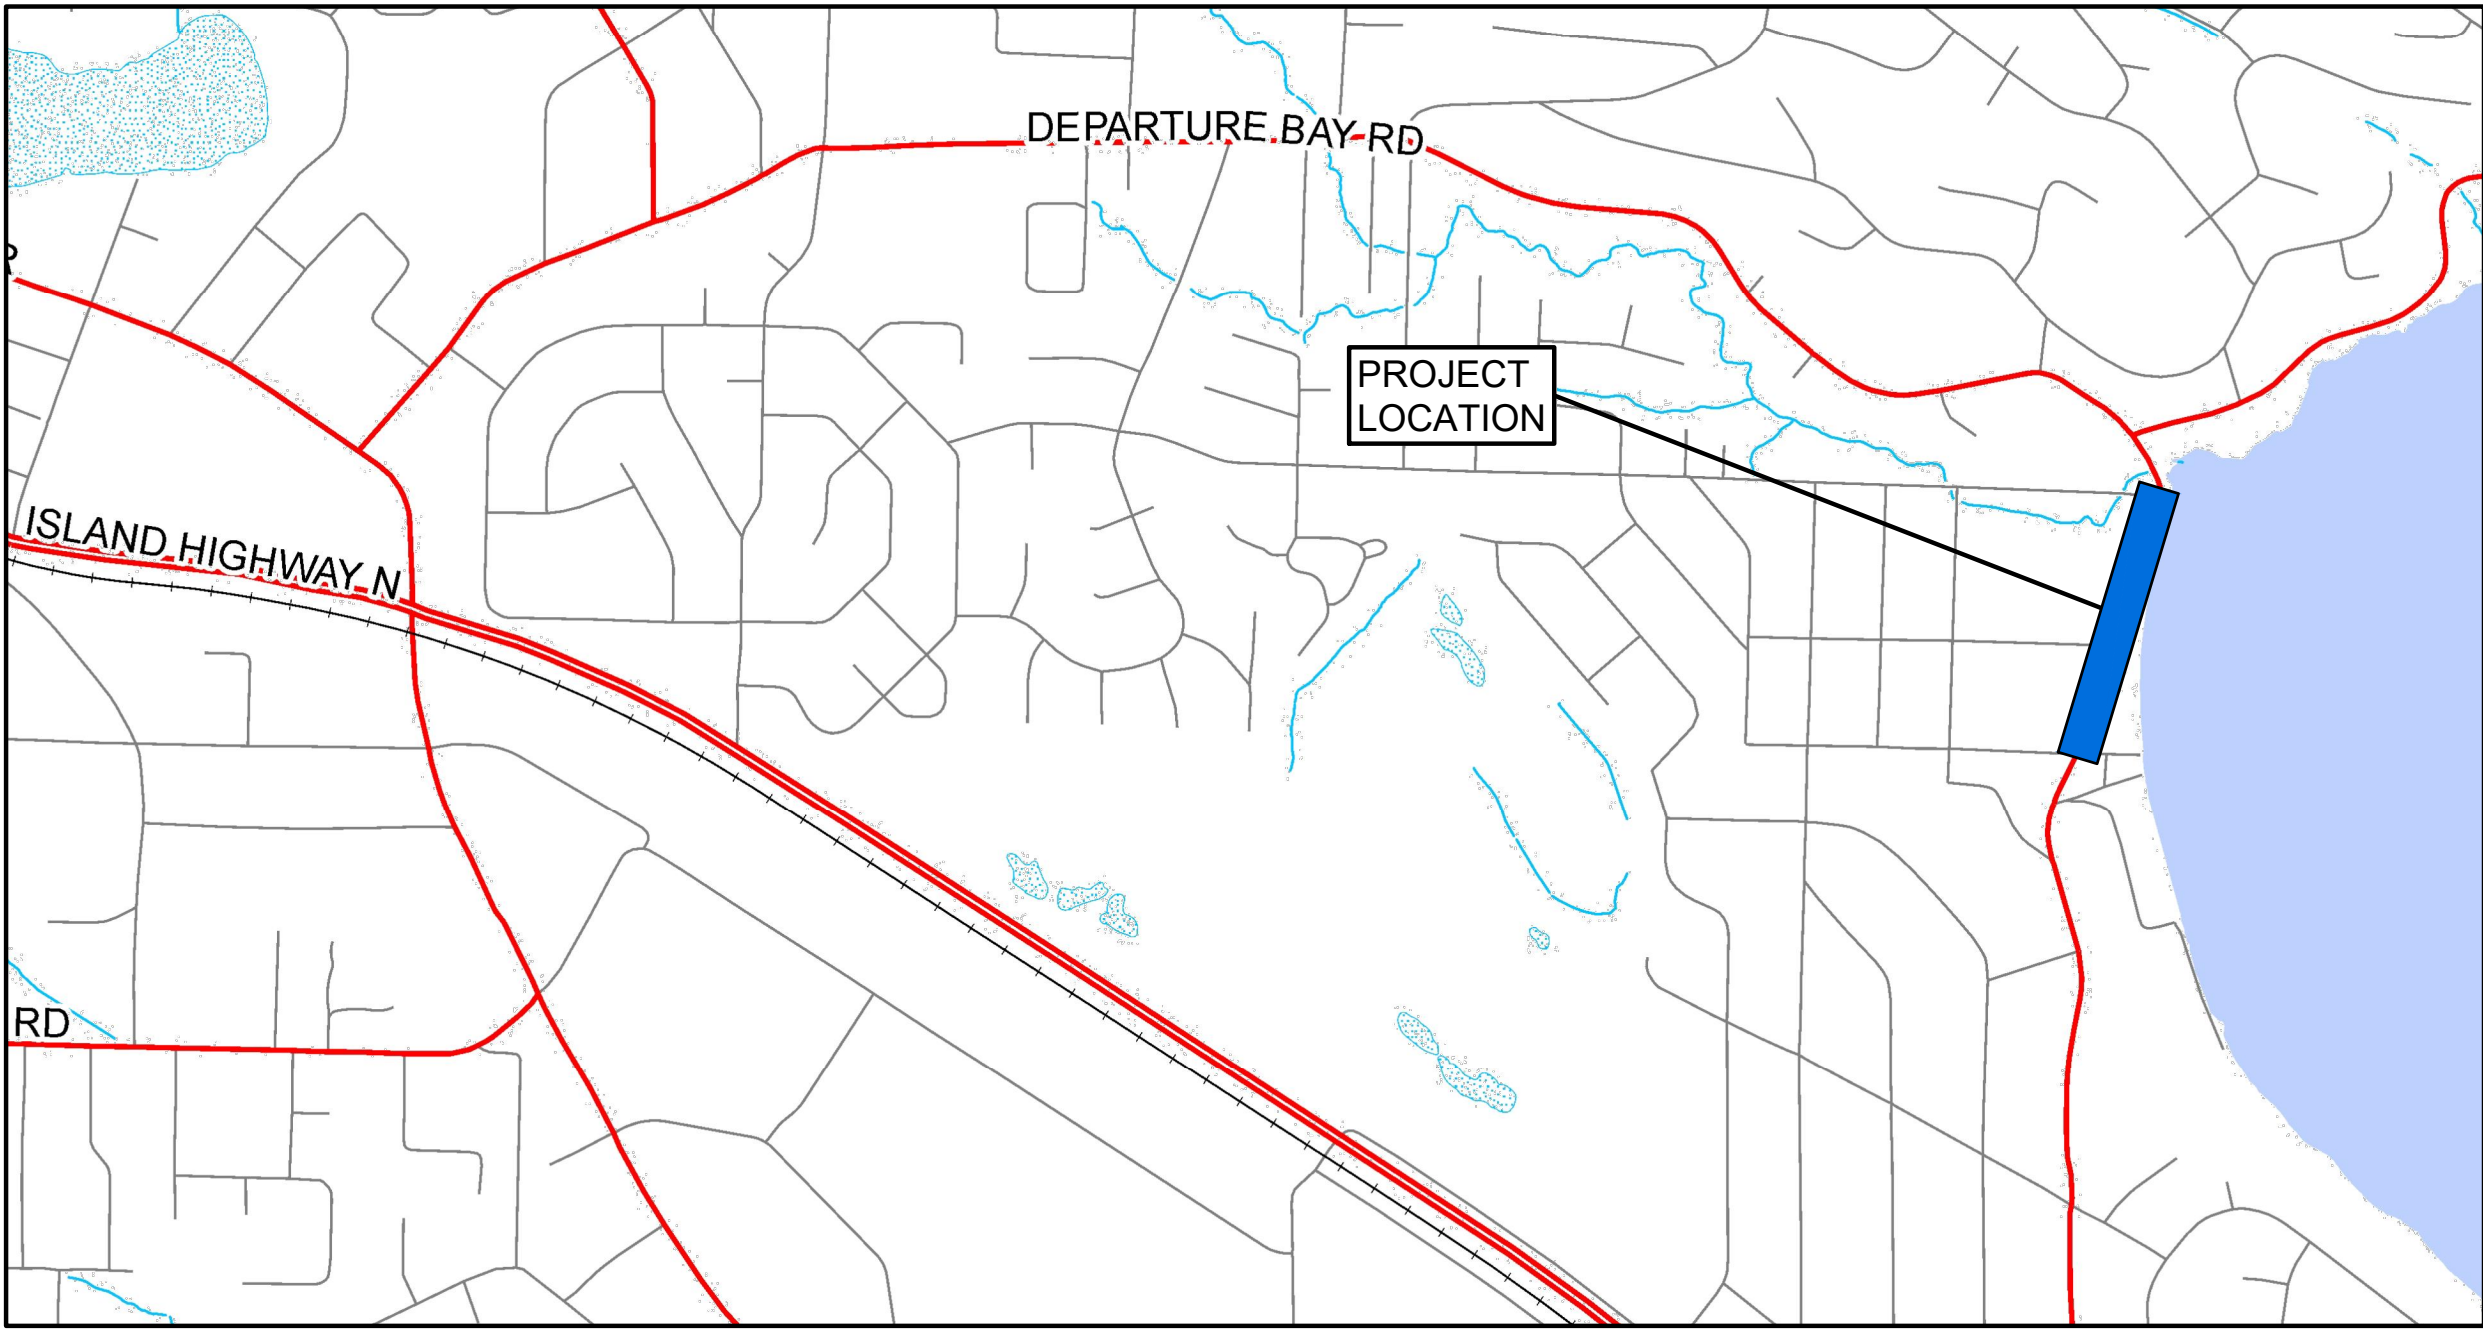 DEPARTURE BAY RD
PROJECT
LOCATION
ISLAND HIGHWAY N
RD